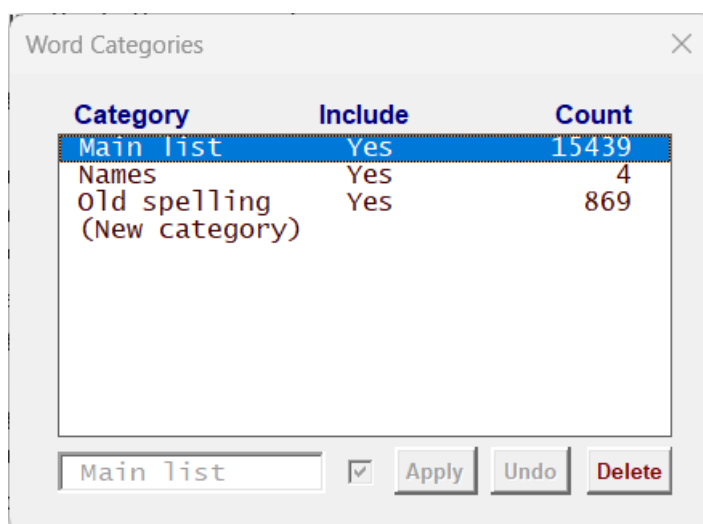 Word Categories
Category Include Count
Main list Yes 15439
Names Yes 4
Old spelling Yes 869
(New category)
Main list Apply Undo Delete